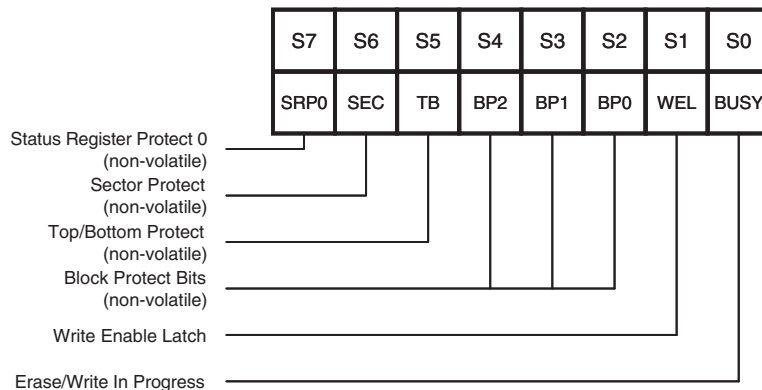 S7 S6 S5 S4 S3 S2 S1 S0
SRP0 SEC TB BP2 BP1 BP0 WEL BUSY
Status Register Protect 0
(non-volatile)
Sector Protect
(non-volatile)
Top/Bottom Protect
(non-volatile)
Block Protect Bits
(non-volatile)
Write Enable Latch
Erase/Write In Progress